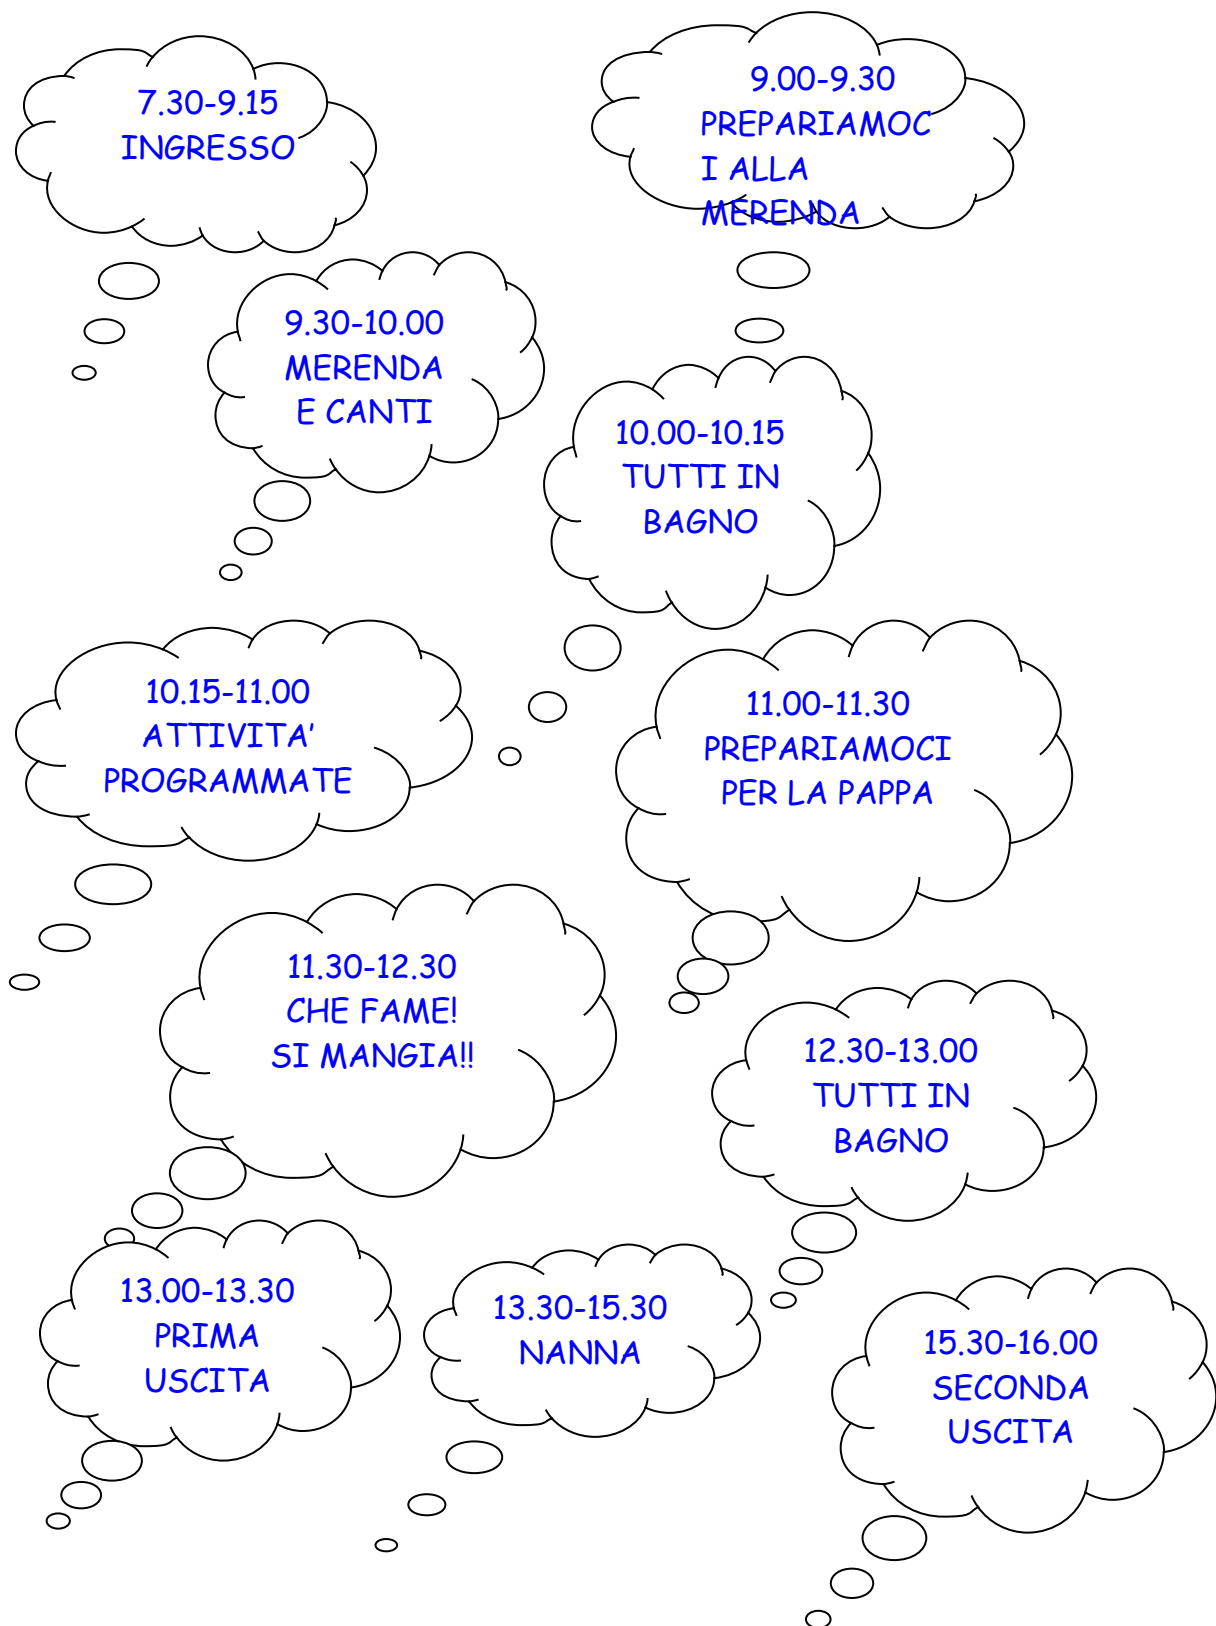 7.30-9.15
INGRESSO
9.00-9.30
PREPARIAMOC
I ALLA
MERENDA
9.30-10.00
MERENDA
E CANTI
10.00-10.15
TUTTI IN
BAGNO
10.15-11.00
ATTIVITA’
PROGRAMMATE
11.00-11.30
PREPARIAMOCI
PER LA PAPPA
11.30-12.30
CHE FAME!
SI MANGIA!!
12.30-13.00
TUTTI IN
BAGNO
13.00-13.30
PRIMA
USCITA
13.30-15.30
NANNA
15.30-16.00
SECONDA
USCITA